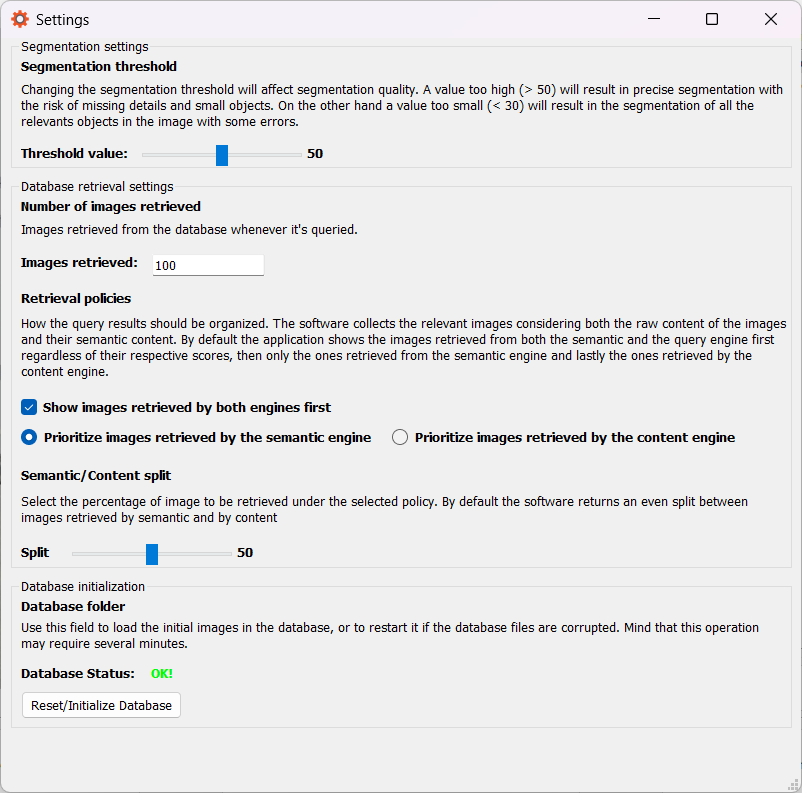 Settings
Segmentation settings
Segmentation threshold
Changing the segmentation threshold will affect segmentation quality. A value too high (> 50) will result in precise segmentation with
the risk of missing details and small objects. On the other hand a value too small (< 30) will result in the segmentation of all the
relevants objects in the image with some errors.
Threshold value: 50
Database retrieval settings
Number of images retrieved
Images retrieved from the database whenever it's queried.
Images retrieved: 100
Retrieval policies
How the query results should be organized. The software collects the relevant images considering both the raw content of the images
and their semantic content. By default the application shows the images retrieved from both the semantic and the query engine first
regardless of their respective scores, then only the ones retrieved from the semantic engine and lastly the ones retrieved by the
content engine.
Show images retrieved by both engines first
Prioritize images retrieved by the semantic engine Prioritize images retrieved by the content engine
Semantic/Content split
Select the percentage of image to be retrieved under the selected policy. By default the software returns an even split between
images retrieved by semantic and by content
Split 50
Database initialization
Database folder
Use this field to load the initial images in the database, or to restart it if the database files are corrupted. Mind that this operation
may require several minutes.
Database Status: OK!
Reset/Initialize Database